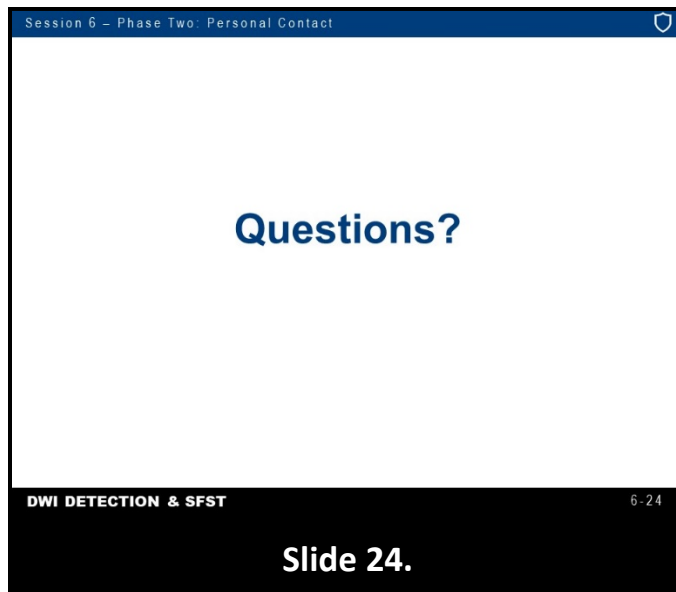 Session 6 – Phase Two: Personal Contact
Questions?
DWI DETECTION & SFST
6-24
Slide 24.